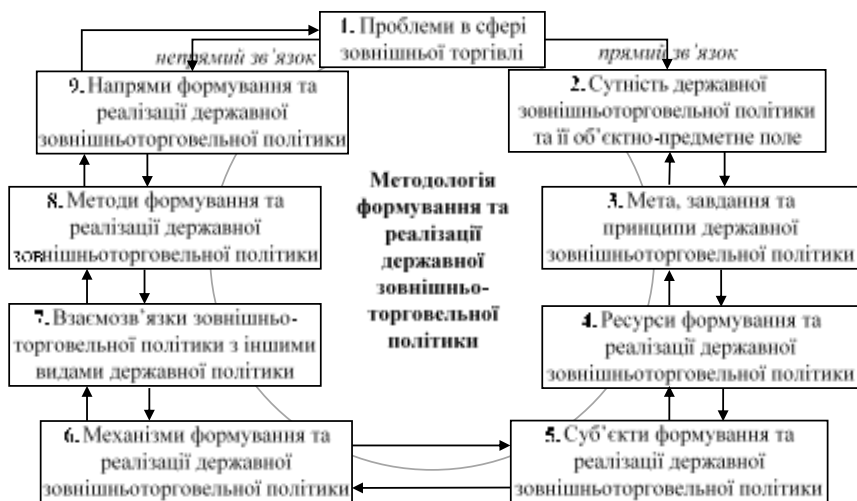 1. Проблеми в сфері
зовнішньої торгівлі
непрямий зв’язок
прямий зв’язок
9. Напрями формування та
реалізації державної
зовнішньоторговельної політики
2. Сутність державної
зовнішньоторговельної політики
та її об’єктно-предметне поле
Методологія
формування та
реалізації
державної
зовнішньо-
торговельної
політики
8. Методи формування та
реалізації державної
зовнішньоторговельної політики
3. Мета, завдання та
принципи державної
зовнішньоторговельної політики
7. Взаємозв’язки зовнішньо-
торговельної політики з іншими
видами державної політики
4. Ресурси формування та
реалізації державної
зовнішньоторговельної політики
6. Механізми формування та
реалізації державної
зовнішньоторговельної політики
5. Суб’єкти формування та
реалізації державної
зовнішньоторговельної політики